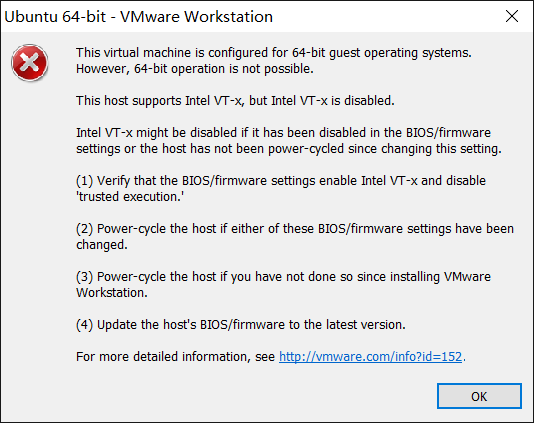 Ubuntu 64-bit - VMware Workstation
This virtual machine is configured for 64-bit guest operating systems.
However, 64-bit operation is not possible.
This host supports Intel VT-x, but Intel VT-x is disabled.
Intel VT-x might be disabled if it has been disabled in the BIOS/firmware
settings or the host has not been power-cycled since changing this setting.
(1) Verify that the BIOS/firmware settings enable Intel VT-x and disable
'trusted execution.'
(2) Power-cycle the host if either of these BIOS/firmware settings have been
changed.
(3) Power-cycle the host if you have not done so since installing VMware
Workstation.
(4) Update the host's BIOS/firmware to the latest version.
For more detailed information, see http://vmware.com/info?id=152.
OK